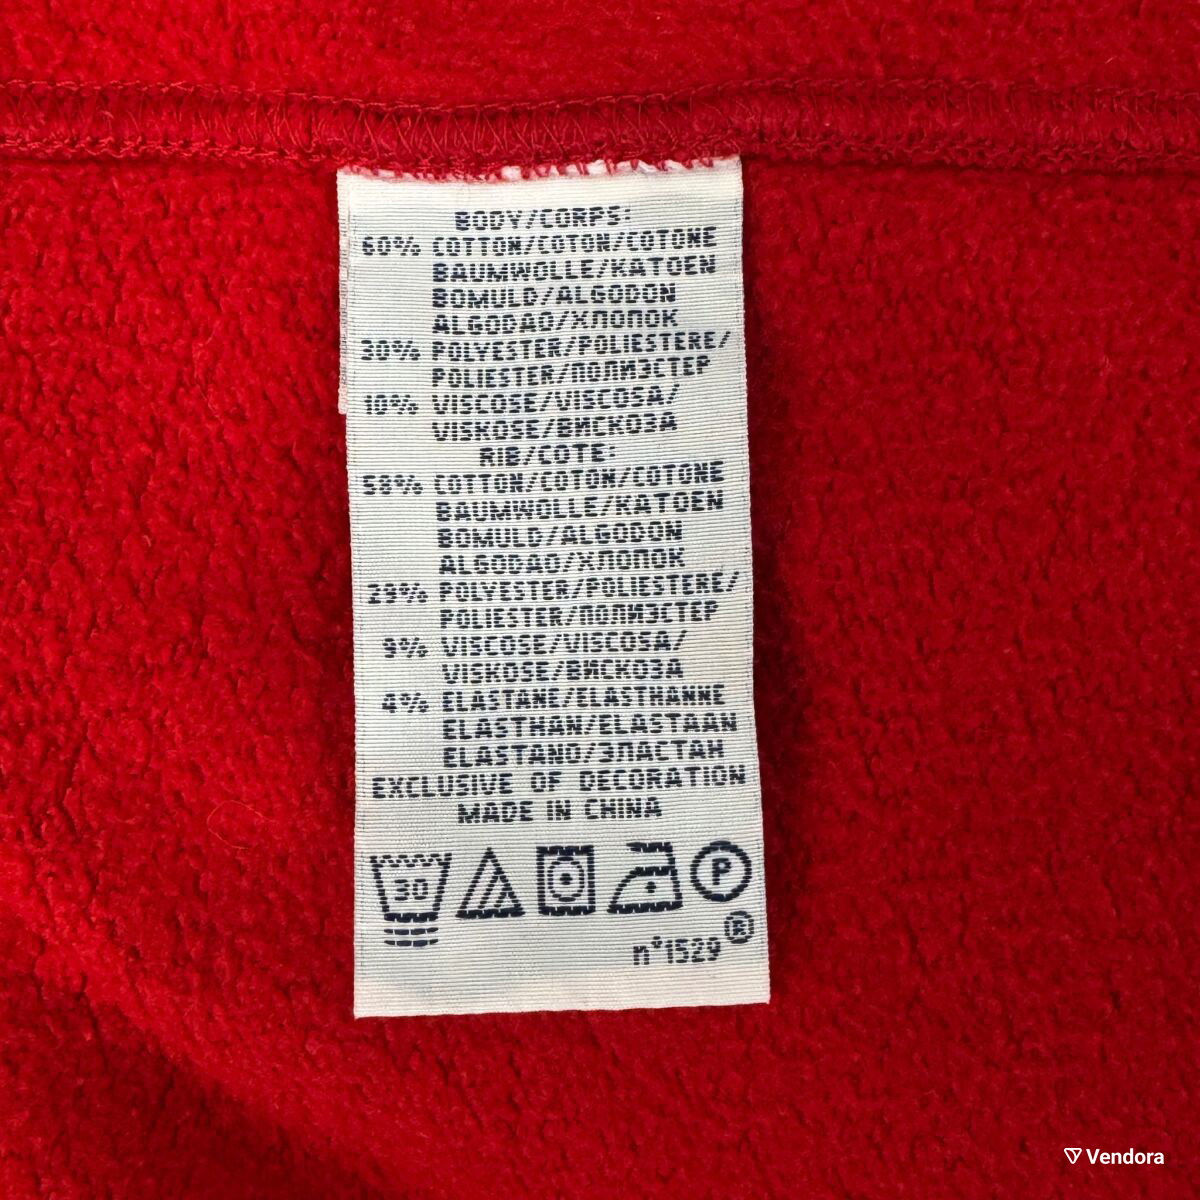 BODY/CORPS:
60% COTTON/COTON/COTONE
BAUMWOLLE/KATOEN
BOMULD/ALGODON
ALGODAO/ХЛОПОК
30% POLYESTER/POLIESTERE/
POLIESTER/ПОЛИЭСТЕР
10% VISCOSE/VISCOSA/
VISKOSE/ВИСКОЗА
RIB/COTE:
58% COTTON/COTON/COTONE
BAUMWOLLE/KATOEN
BOMULD/ALGODON
ALGODAO/ХЛОПОК
29% POLYESTER/POLIESTERE/
POLIESTER/ПОЛИЭСТЕР
9% VISCOSE/VISCOSA/
VISKOSE/ВИСКОЗА
4% ELASTANE/ELASTHANNE
ELASTHAN/ELASTAAN
ELASTANO/ЭЛАСТАН
EXCLUSIVE OF DECORATION
MADE IN CHINA
30 P
n°1529®
Vendora